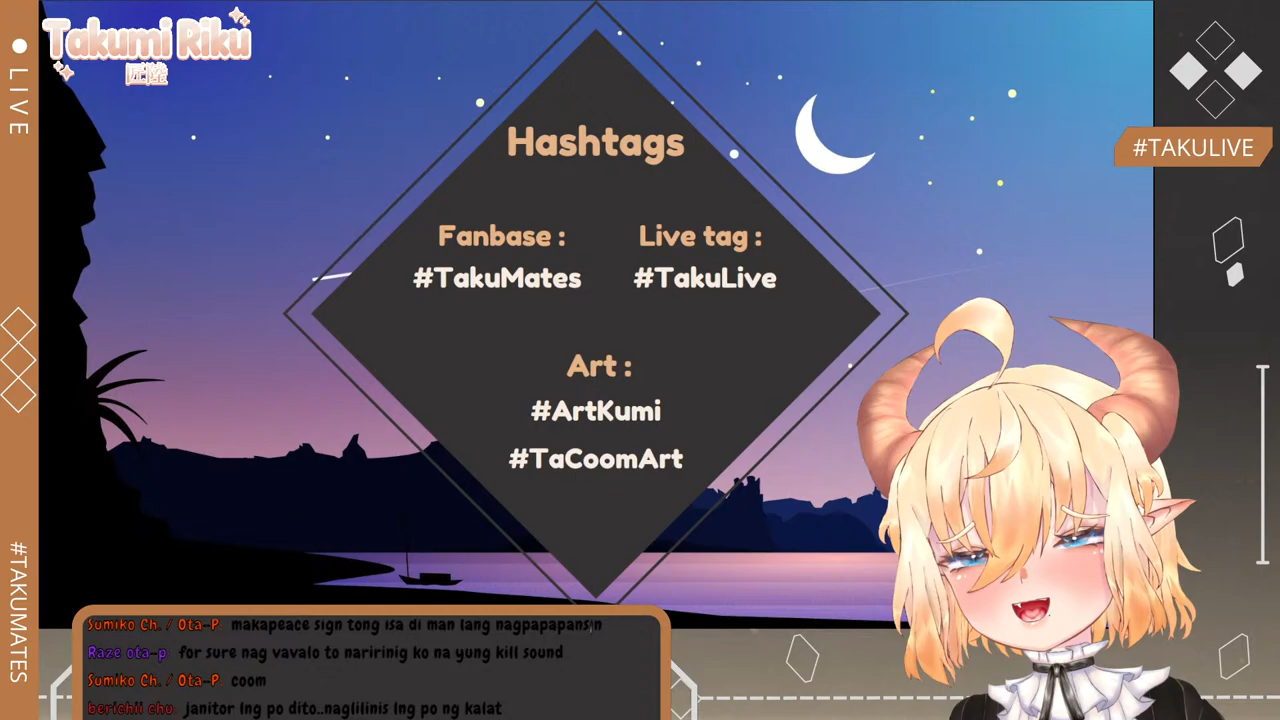 Takumi Riku
匠陸
LIVE
#TAKUMATES
#TAKULIVE
Hashtags
Fanbase :
#TakuMates
Live tag :
#TakuLive
Art :
#ArtKumi
#TaCoomArt
Sumiko Ch. / Ota-P: makapeace sign tong isa di man lang nagpapapansin
Raze ota-p: for sure nag vavalo to naririnig ko na yung kill sound
Sumiko Ch. / Ota-P: coom
berichii chu: janitor lng po dito..naglilinis lng po ng kalat